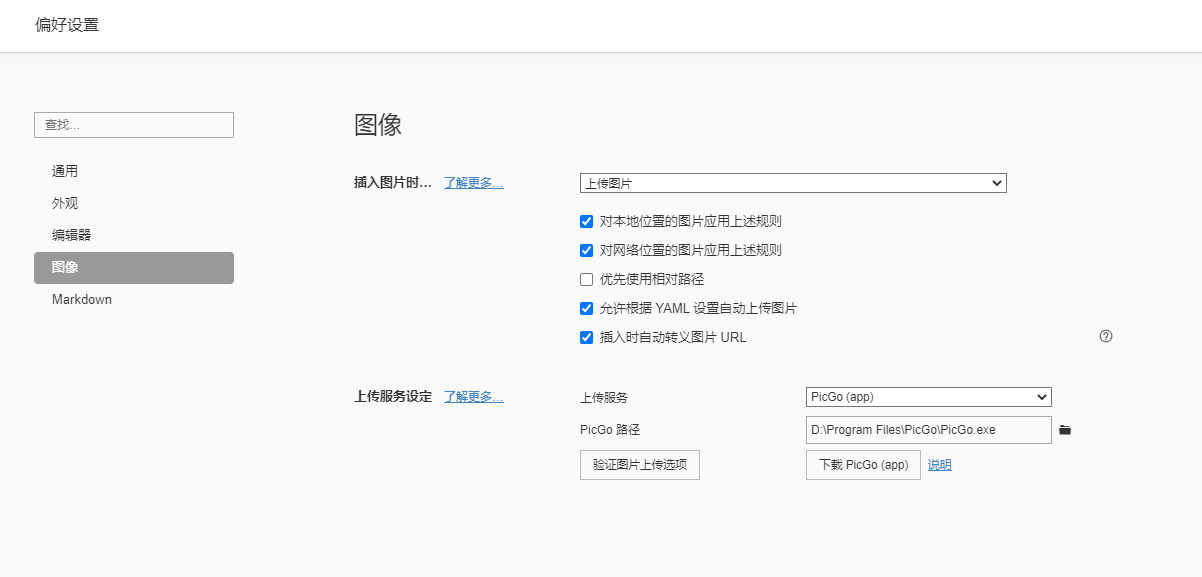 偏好设置
查找…
通用
外观
编辑器
图像
Markdown
图像
插入图片时… 了解更多… 上传图片
对本地位置的图片应用上述规则
对网络位置的图片应用上述规则
优先使用相对路径
允许根据 YAML 设置自动上传图片
插入时自动转义图片 URL
上传服务设定 了解更多… 上传服务 PicGo (app)
PicGo 路径 D:\Program Files\PicGo\PicGo.exe
验证图片上传选项 下载 PicGo (app) 说明